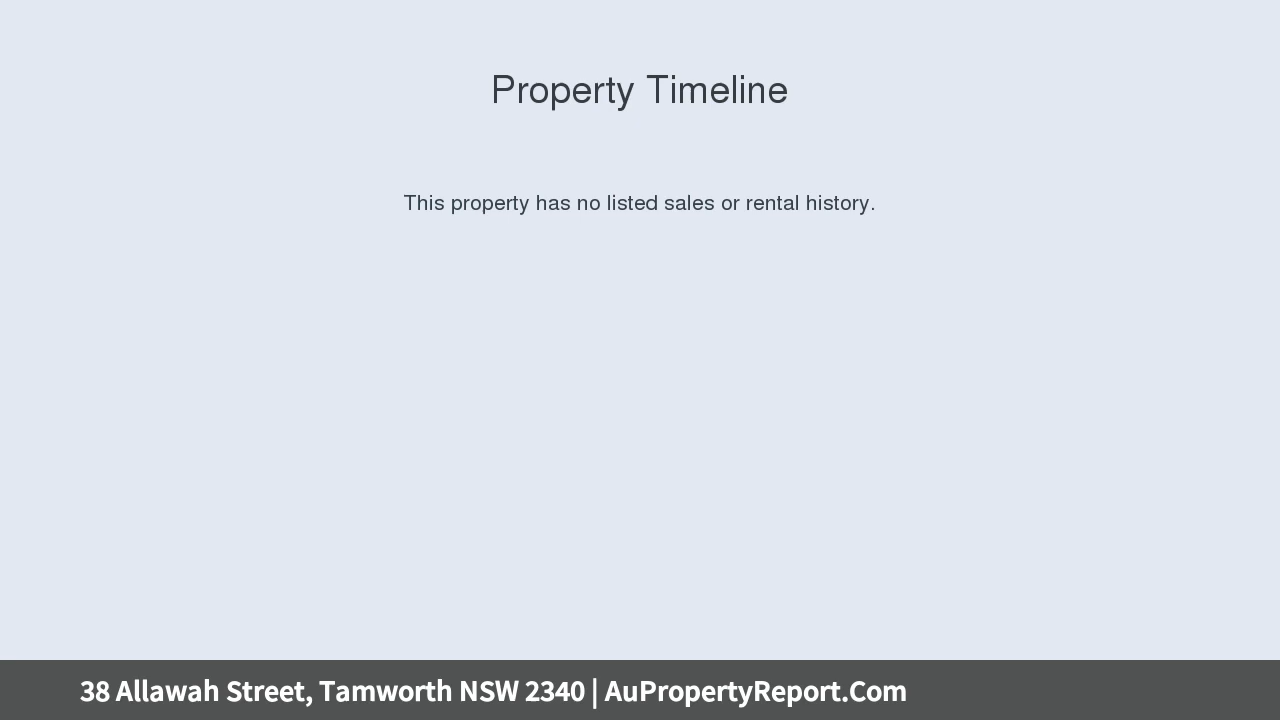 Property Timeline
This property has no listed sales or rental history.
38 Allawah Street, Tamworth NSW 2340 | AuPropertyReport.Com